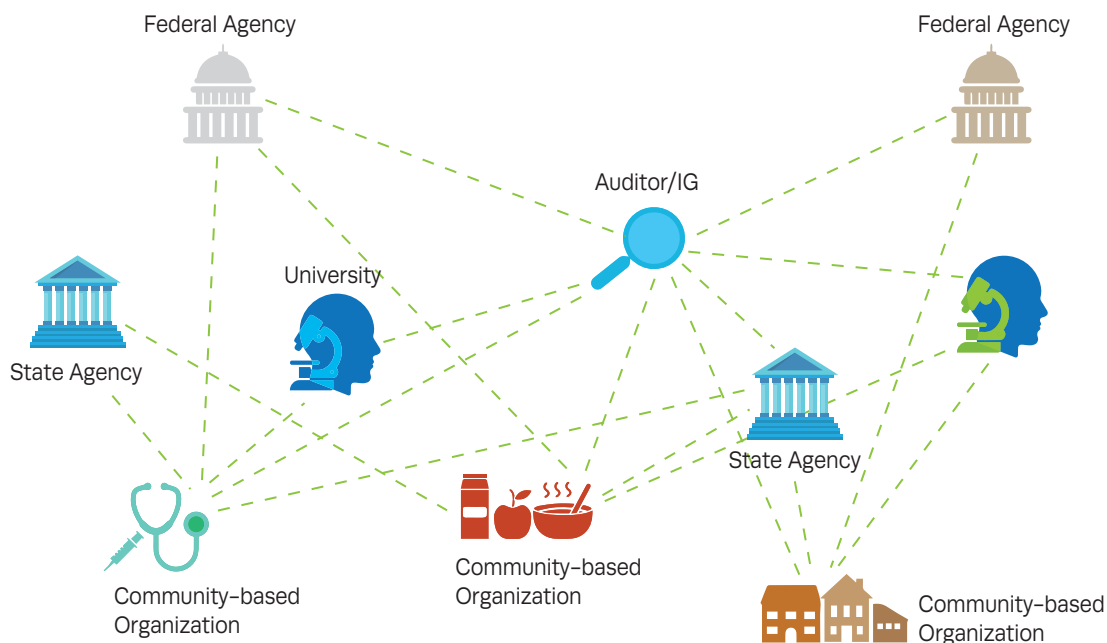 Federal Agency
Federal Agency
Auditor/IG
University
State Agency
State Agency
Community-based
Organization
Community-based
Organization
Community-based
Organization